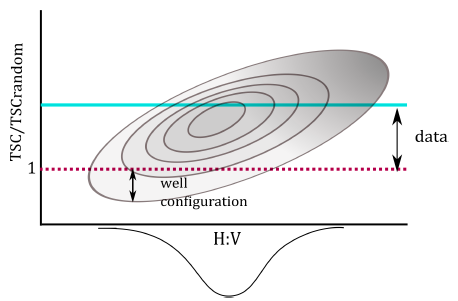 TSC/TSCrandom
1
data
well
configuration
H:V